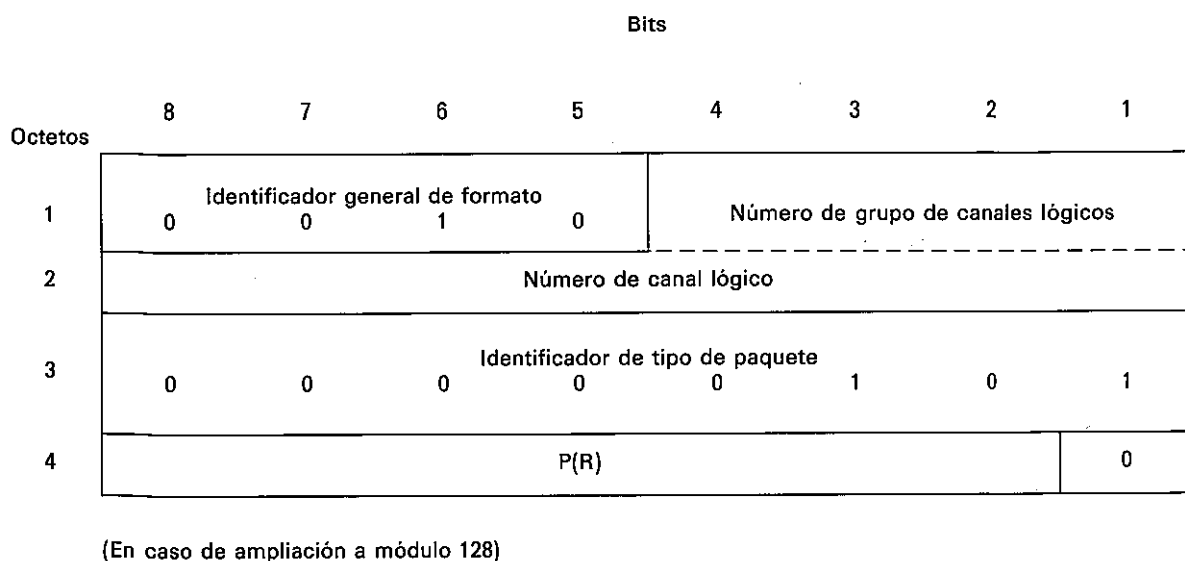 Bits
8 7 6 5 4 3 2 1
Octetos
1 Identificador general de formato
0 0 1 0 Número de grupo de canales lógicos
2 Número de canal lógico
3 Identificador de tipo de paquete
0 0 0 0 0 1 0 1
4 P(R) 0
(En caso de ampliación a módulo 128)